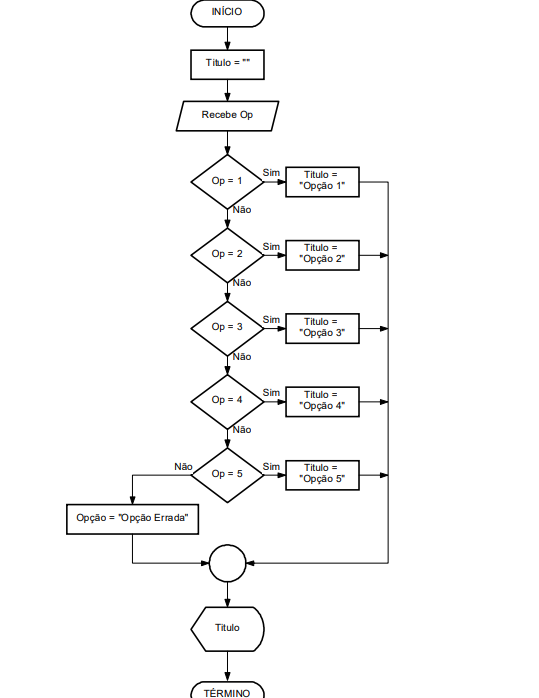 INÍCIO
Titulo = ""
Recebe Op
Op = 1
Sim
Titulo =
"Opção 1"
Não
Op = 2
Sim
Titulo =
"Opção 2"
Não
Op = 3
Sim
Titulo =
"Opção 3"
Não
Op = 4
Sim
Titulo =
"Opção 4"
Não
Não
Op = 5
Sim
Titulo =
"Opção 5"
Opção = "Opção Errada"
Titulo
TÉRMINO